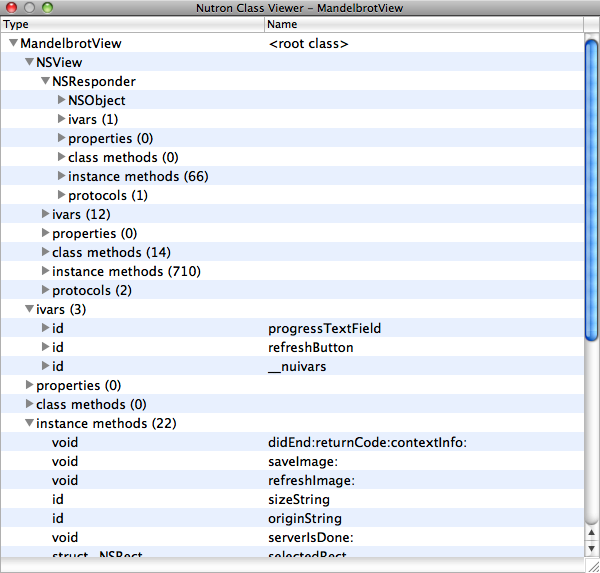 Nutron Class Viewer – MandelbrotView
Type Name
MandelbrotView <root class>
NSView
NSResponder
NSObject
ivars (1)
properties (0)
class methods (0)
instance methods (66)
protocols (1)
ivars (12)
properties (0)
class methods (14)
instance methods (710)
protocols (2)
ivars (3)
id progressTextField
id refreshButton
id __nuivars
properties (0)
class methods (0)
instance methods (22)
void didEnd:returnCode:contextInfo:
void saveImage:
void refreshImage:
id sizeString
id originString
void serverIsDone:
struct _NSRect selectedRect